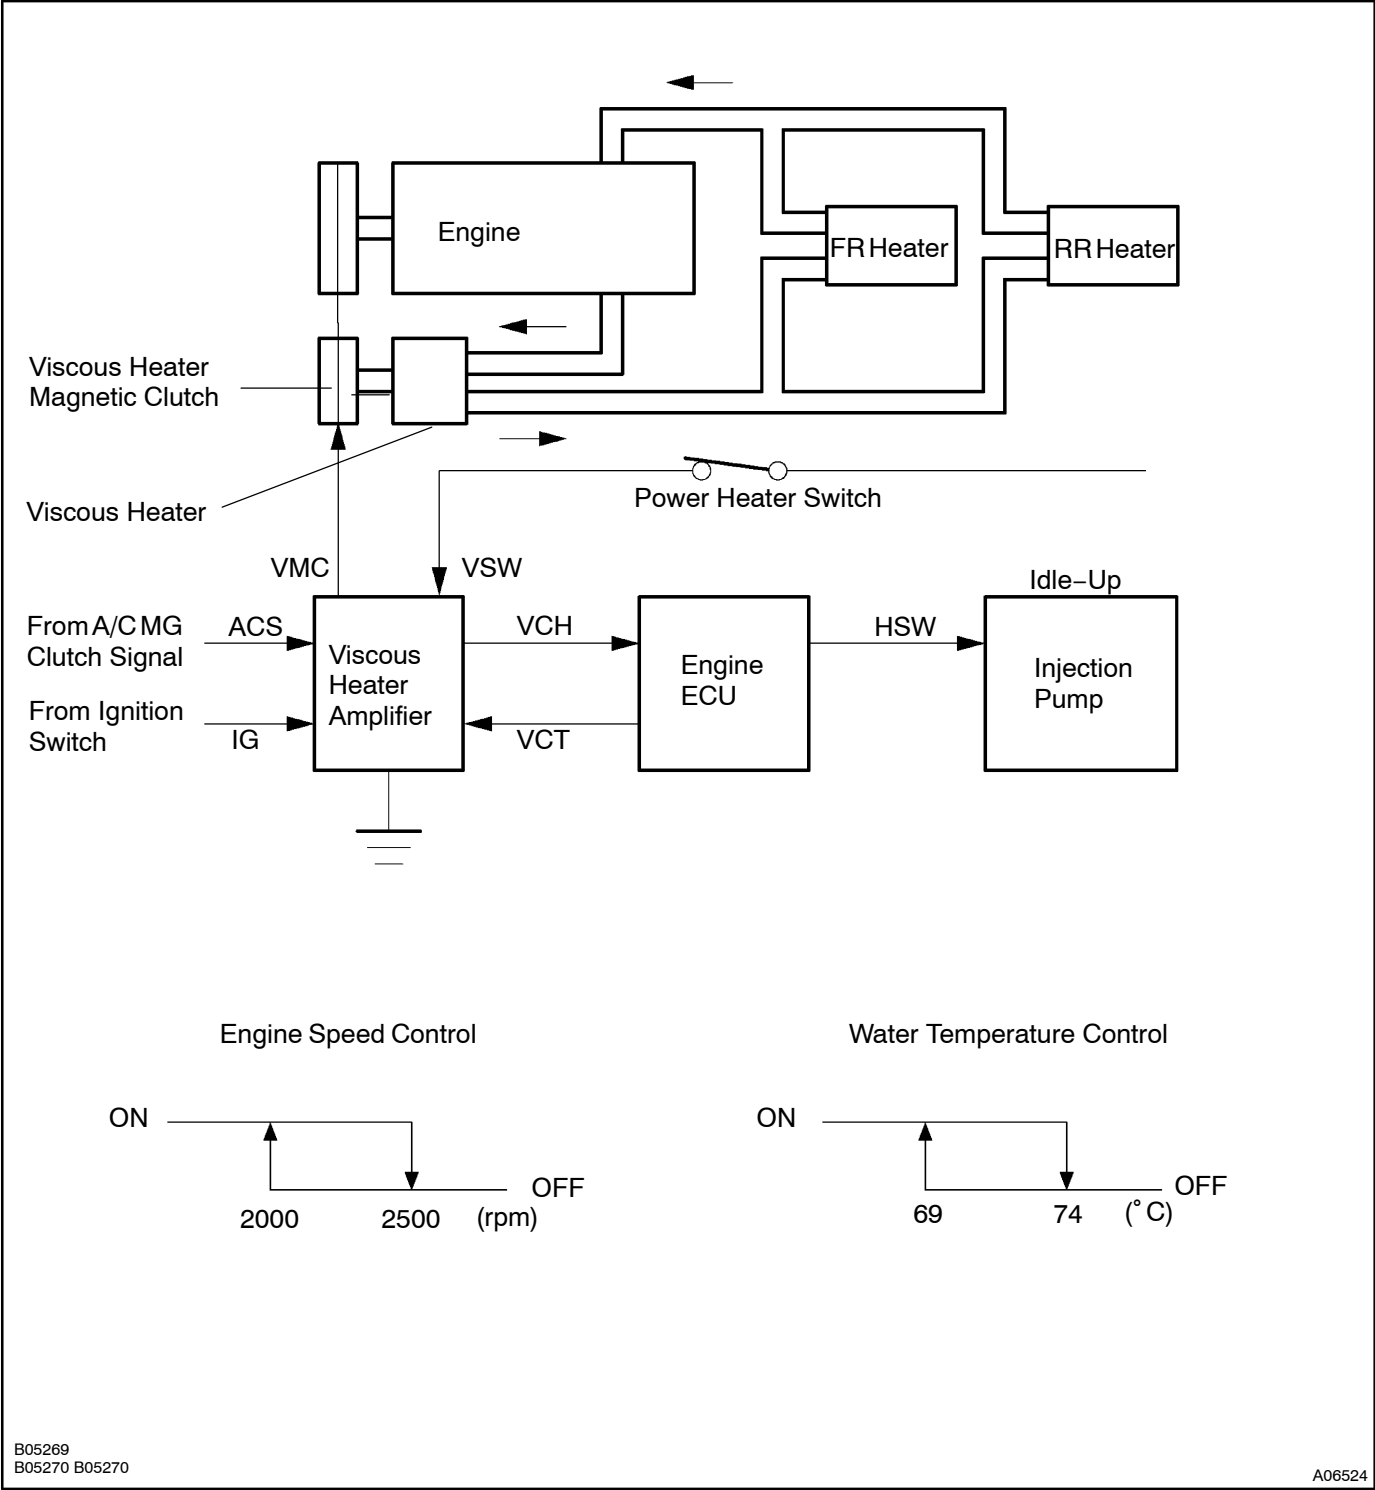 Engine
FR Heater
RR Heater
Viscous Heater
Magnetic Clutch
Viscous Heater
Power Heater Switch
VMC
VSW
Idle-Up
From A/C MG
Clutch Signal
ACS
VCH
HSW
Viscous
Heater
Amplifier
Engine
ECU
Injection
Pump
From Ignition
Switch
IG
VCT
Engine Speed Control
Water Temperature Control
ON
OFF
2000
2500
(rpm)
ON
OFF
69
74
(°C)
B05269
B05270 B05270
A06524